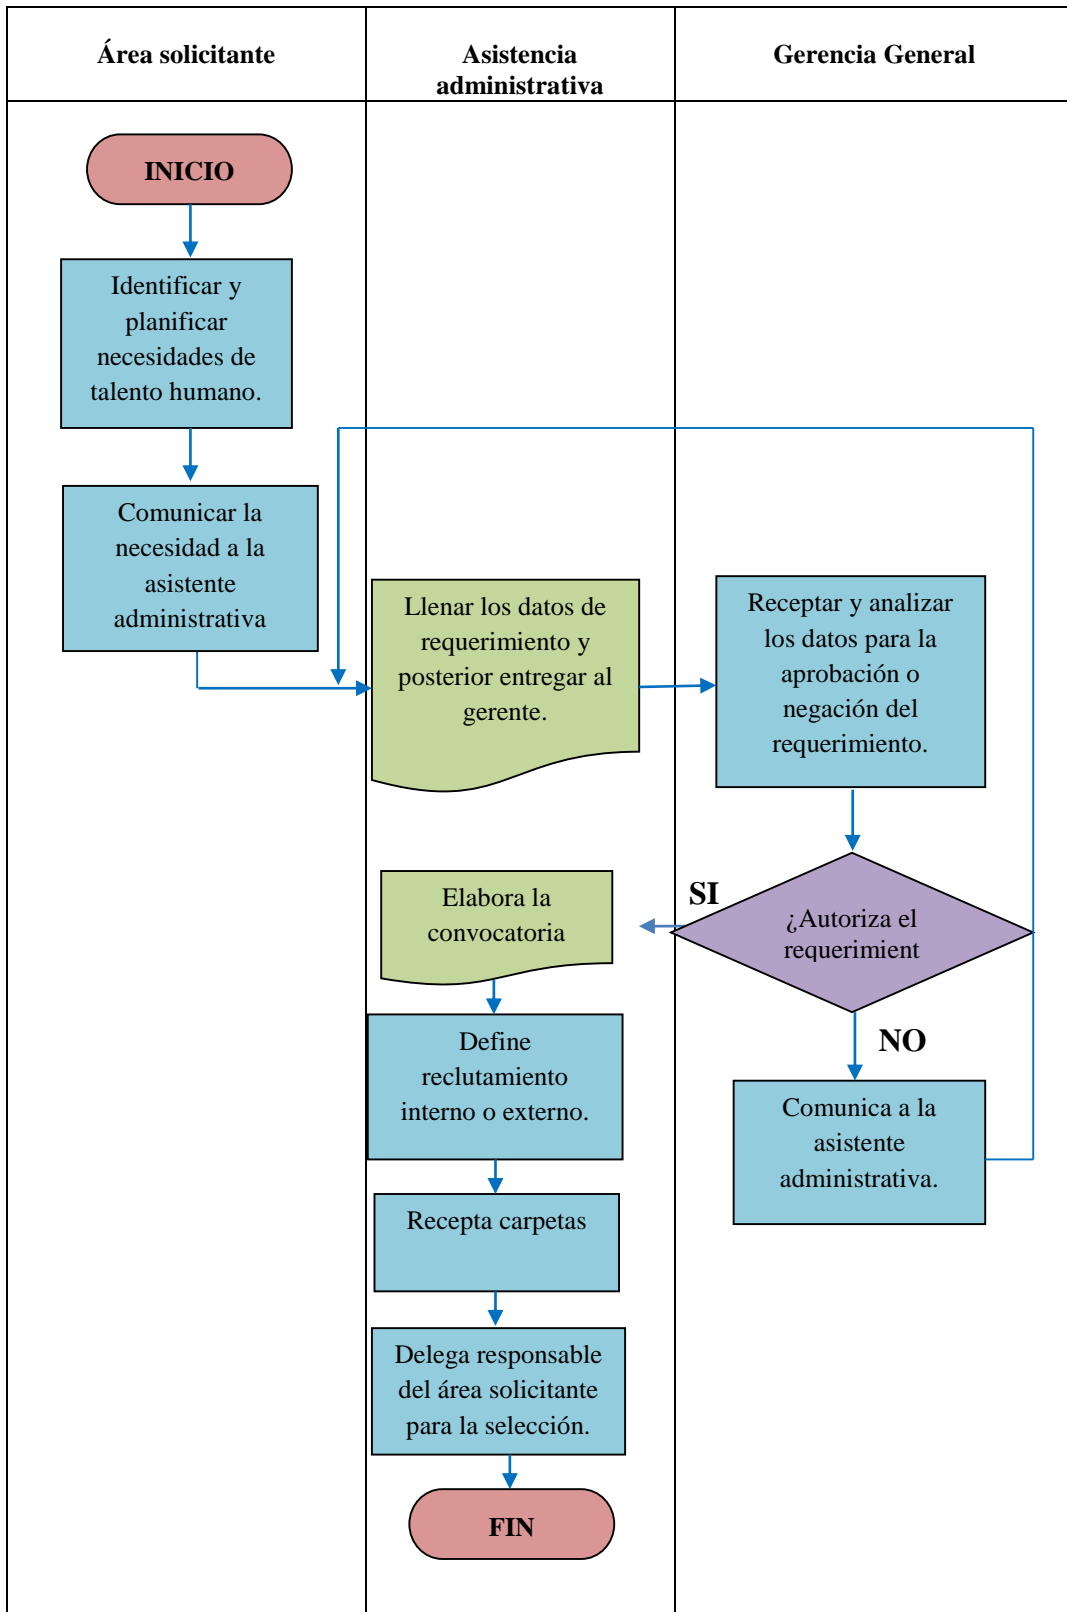 Área solicitante
Asistencia
administrativa
Gerencia General
INICIO
Identificar y
planificar
necesidades de
talento humano.
Comunicar la
necesidad a la
asistente
administrativa
Llenar los datos de
requerimiento y
posterior entregar al
gerente.
Receptar y analizar
los datos para la
aprobación o
negación del
requerimiento.
SI
¿Autoriza el
requerimient
NO
Elabora la
convocatoria
Define
reclutamiento
interno o externo.
Comunica a la
asistente
administrativa.
Recepta carpetas
Delega responsable
del área solicitante
para la selección.
FIN